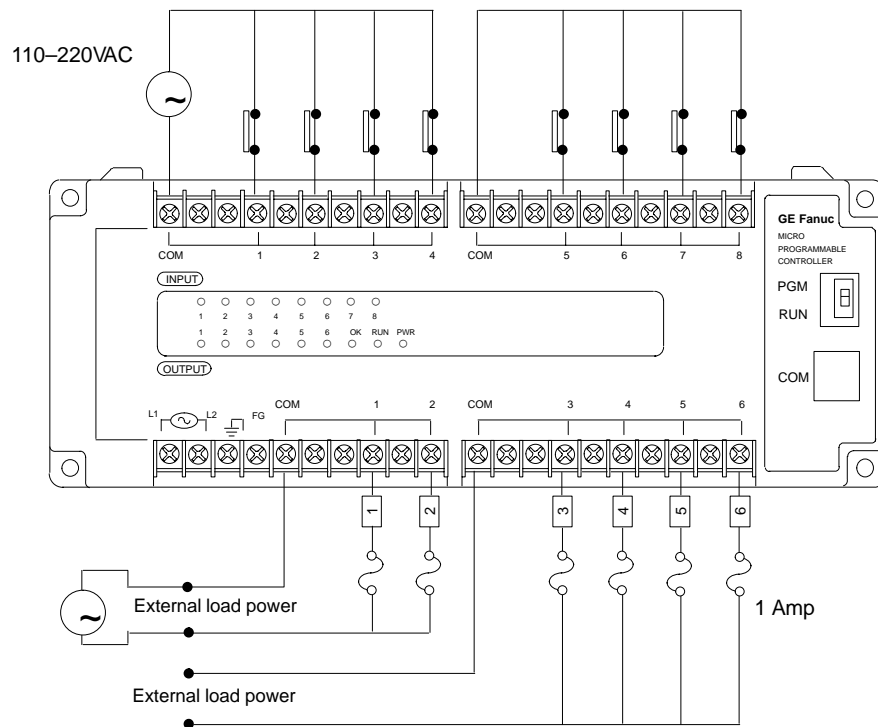 110–220VAC
~
COM 1 2 3 4 COM 5 6 7 8
GE Fanuc
MICRO
PROGRAMMABLE
CONTROLLER
PGM
RUN
COM
INPUT
1 2 3 4 5 6 7 8
1 2 3 4 5 6 OK RUN PWR
OUTPUT
L1 ~ L2 FG COM 1 2 COM 3 4 5 6
1 2 3 4 5 6
~
External load power
1 Amp
External load power